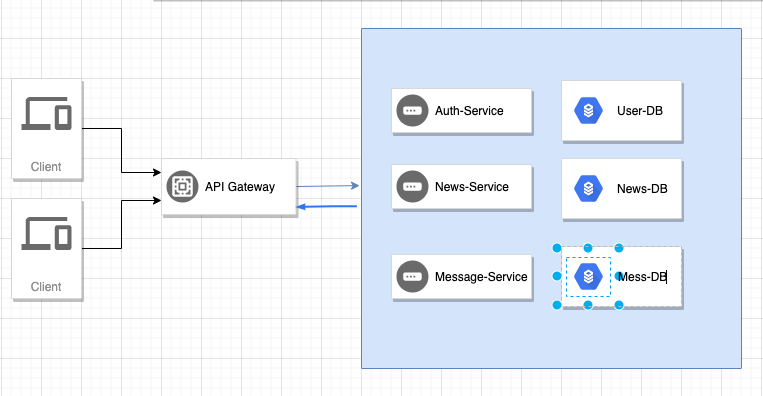 Client
Client
API Gateway
Auth-Service
User-DB
News-Service
News-DB
Message-Service
Mess-DB